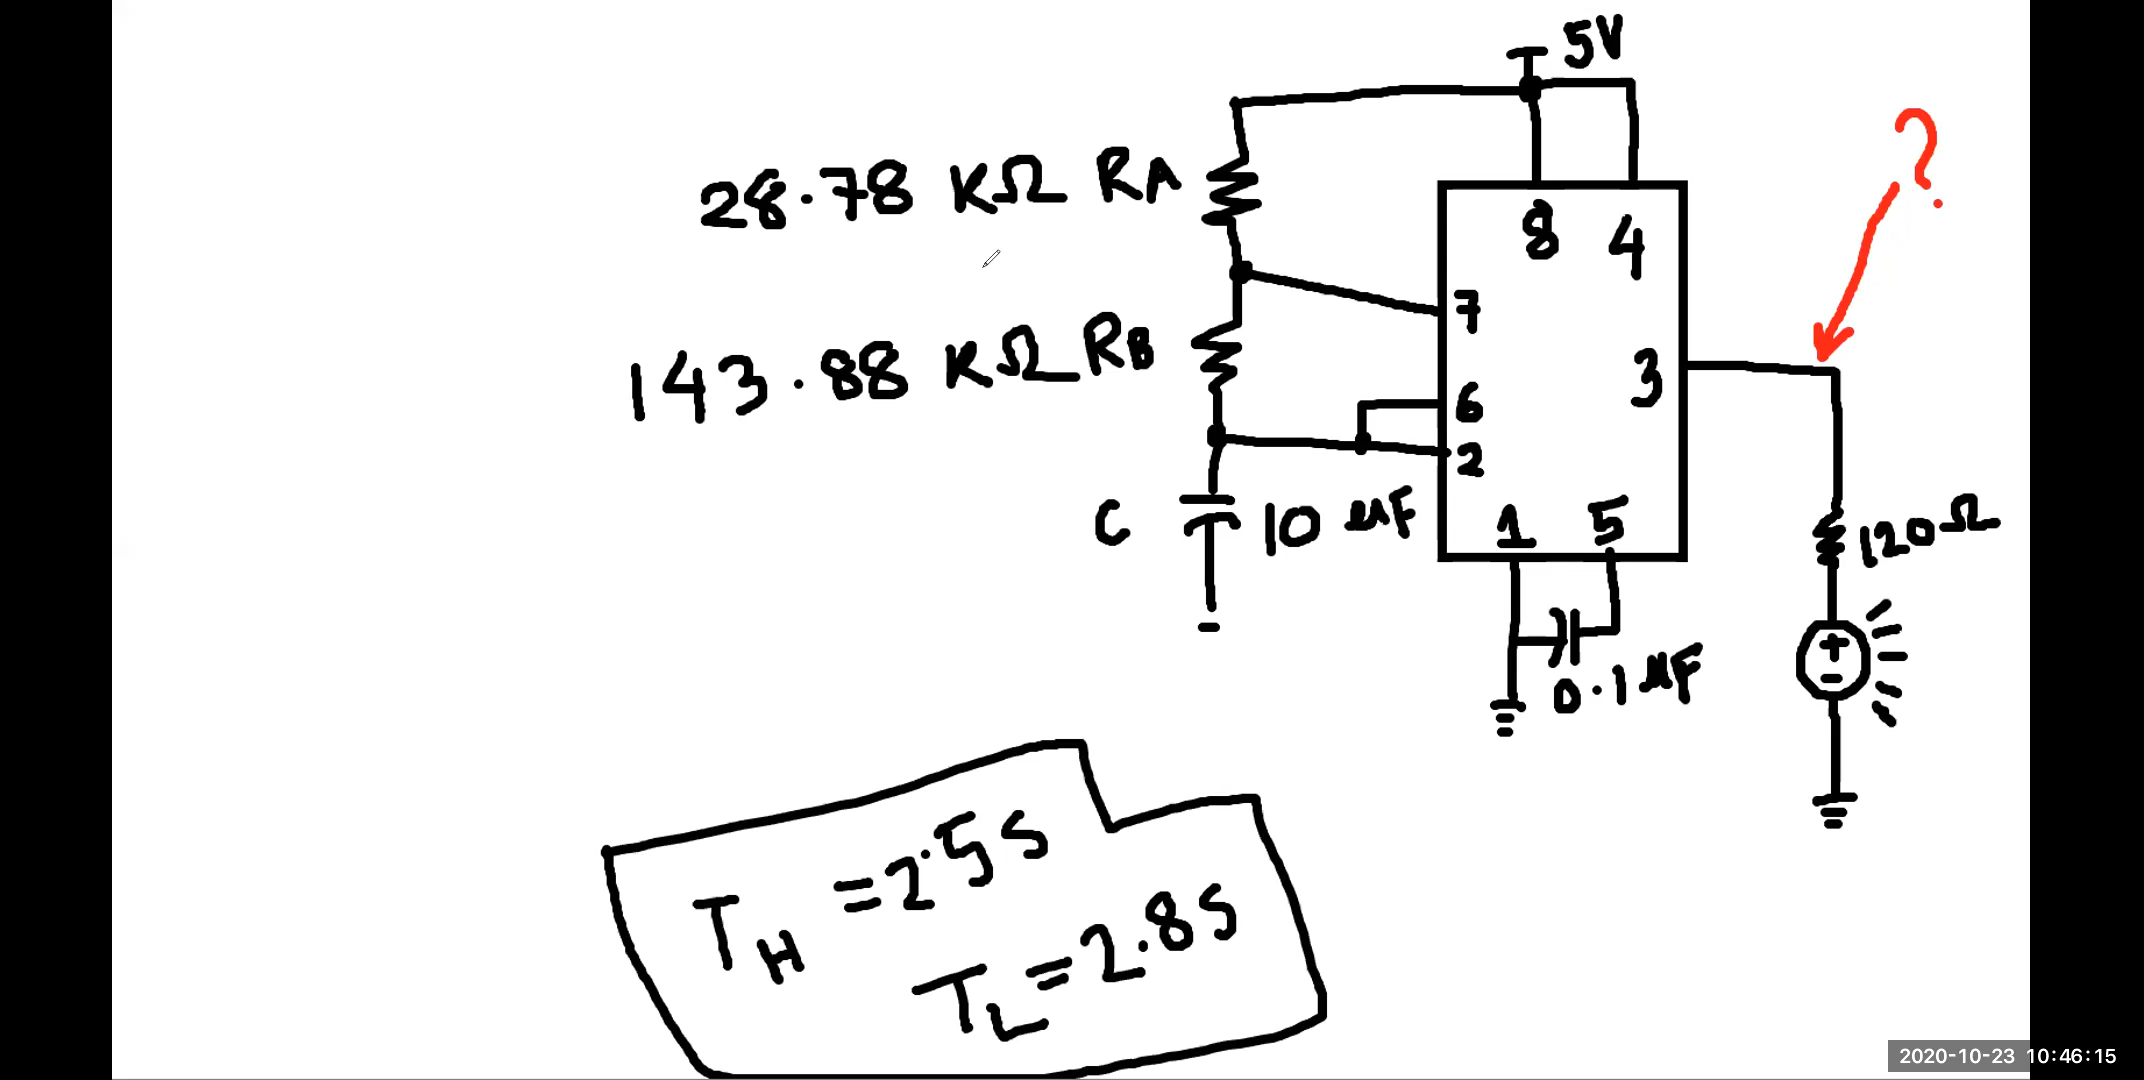 5V
?
28.78 KΩ RA
8 4
7
143.88 KΩ RB
3
6
2
C 10 µF
1 5
120Ω
+
-
0.1 µF
TH = 2.5 s
TL = 2.8 s
2020-10-23 10:46:15